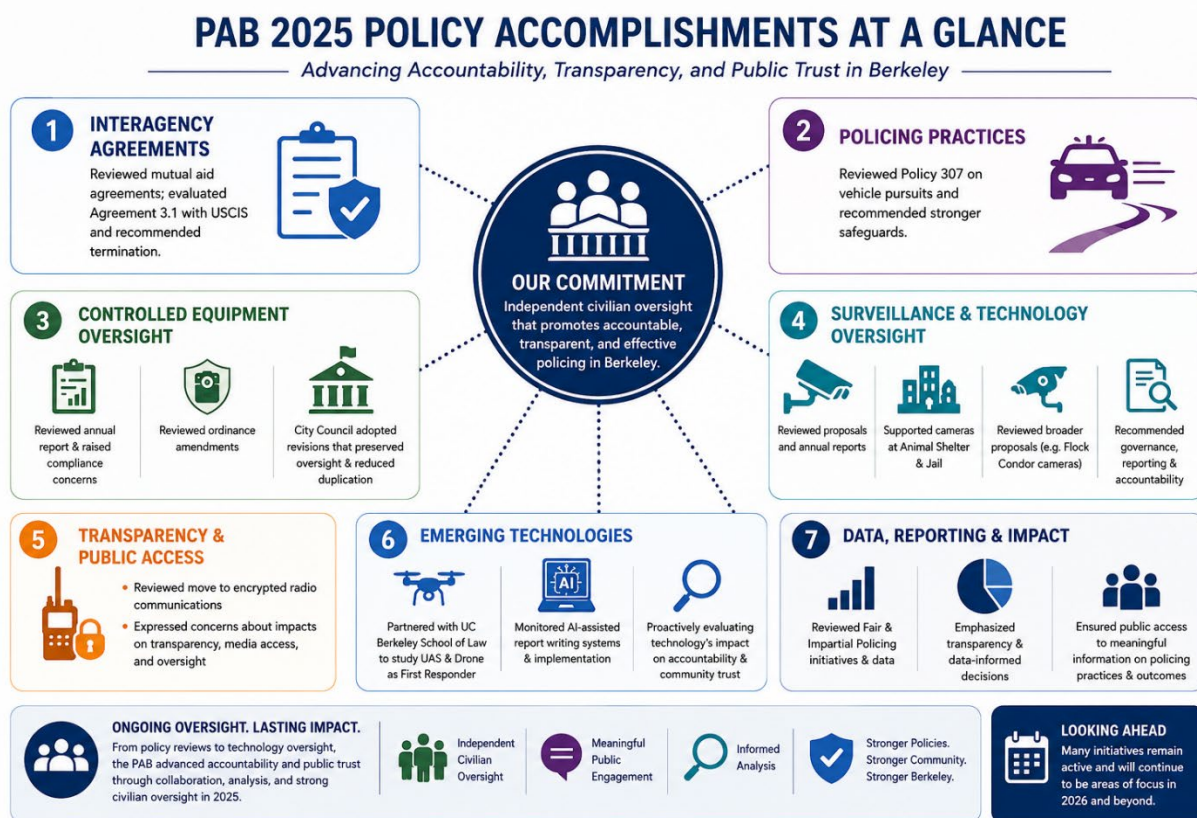 PAB 2025 POLICY ACCOMPLISHMENTS AT A GLANCE
Advancing Accountability, Transparency, and Public Trust in Berkeley
1
INTERAGENCY
AGREEMENTS
Reviewed mutual aid
agreements; evaluated
Agreement 3.1 with USCIS
and recommended
termination.
OUR COMMITMENT
Independent civilian oversight
that promotes accountable,
transparent, and effective
policing in Berkeley.
2
POLICING PRACTICES
Reviewed Policy 307 on
vehicle pursuits and
recommended stronger
safeguards.
3
CONTROLLED EQUIPMENT
OVERSIGHT
Reviewed annual
report & raised
compliance
concerns
Reviewed ordinance
amendments
City Council adopted
revisions that preserved
oversight & reduced
duplication
4
SURVEILLANCE & TECHNOLOGY
OVERSIGHT
Reviewed proposals
and annual reports
Supported cameras
at Animal Shelter
& Jail
Reviewed broader
proposals (e.g. Flock
Condor cameras)
Recommended
governance,
reporting &
accountability
5
TRANSPARENCY &
PUBLIC ACCESS
• Reviewed move to encrypted radio
communications
• Expressed concerns about impacts
on transparency, media access,
and oversight
6
EMERGING TECHNOLOGIES
Partnered with UC
Berkeley School of Law
to study UAS & Drone
as First Responder
AI
Monitored AI-assisted
report writing systems
& implementation
Proactively evaluating
technology's impact
on accountability &
community trust
7
DATA, REPORTING & IMPACT
Reviewed Fair &
Impartial Policing
initiatives & data
Emphasized
transparency &
data-informed
decisions
Ensured public access
to meaningful
information on policing
practices & outcomes
ONGOING OVERSIGHT. LASTING IMPACT.
From policy reviews to technology oversight,
the PAB advanced accountability and public trust
through collaboration, analysis, and strong
civilian oversight in 2025.
Independent
Civilian
Oversight
Meaningful
Public
Engagement
Informed
Analysis
Stronger Policies.
Stronger Community.
Stronger Berkeley.
LOOKING AHEAD
Many initiatives remain
active and will continue
to be areas of focus in
2026 and beyond.